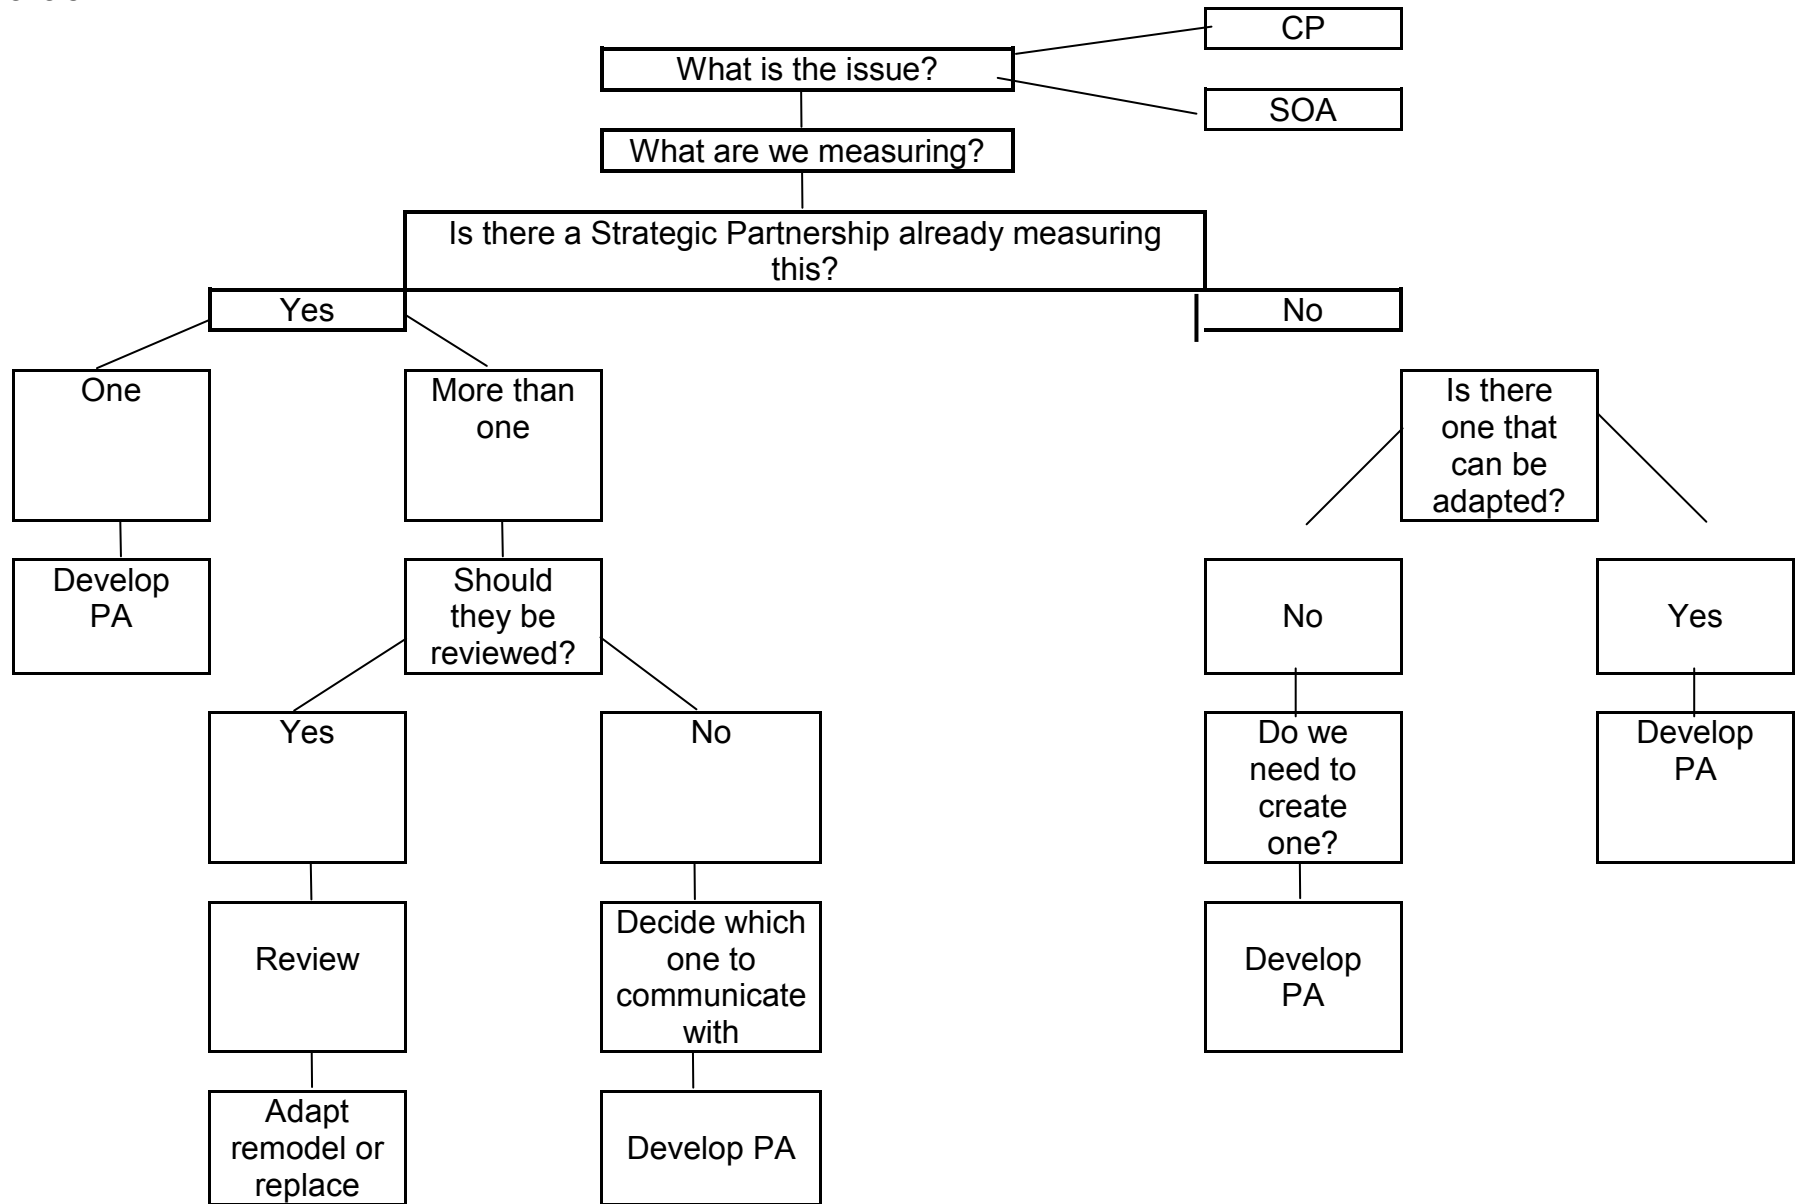 CP
What is the issue?
SOA
What are we measuring?
Is there a Strategic Partnership already measuring
this?
Yes
No
One
More than
one
Is there
one that
can be
adapted?
Develop
PA
Should
they be
reviewed?
No
Yes
Yes
No
Do we
need to
create
one?
Develop
PA
Review
Decide which
one to
communicate
with
Develop
PA
Adapt
remodel or
replace
Develop PA